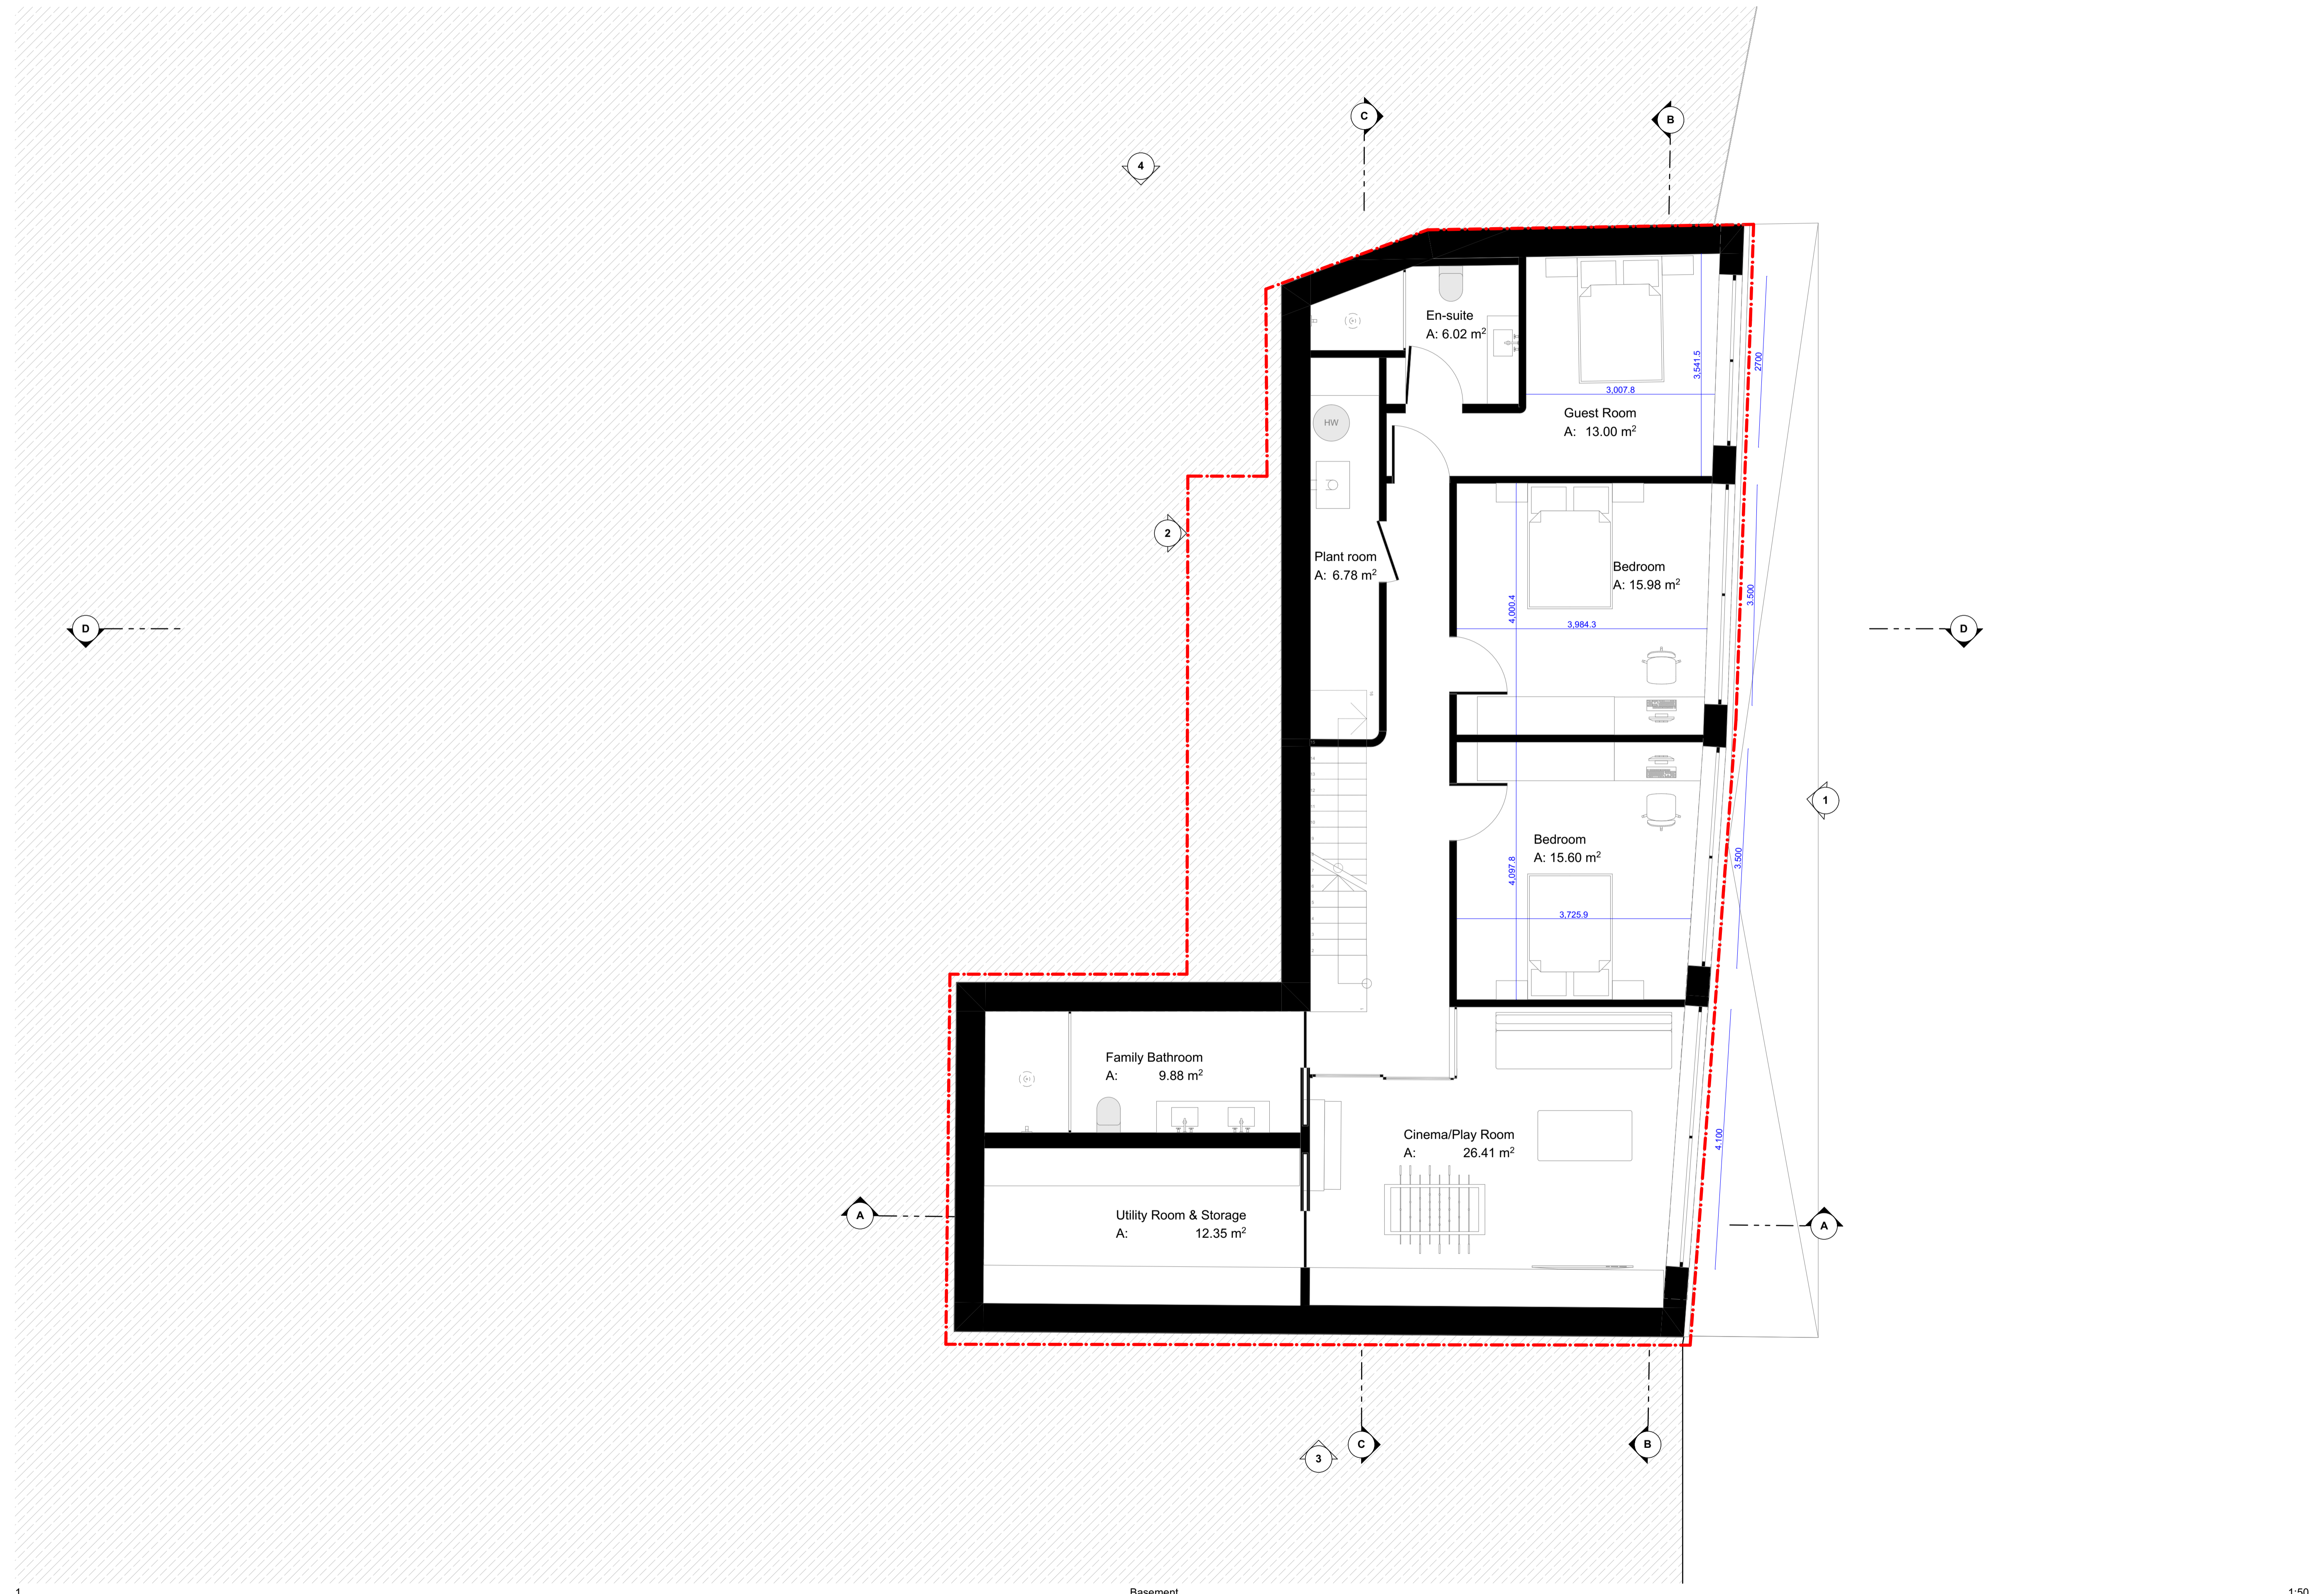 C
B
4
En-suite
A: 6.02 m²
3,541.5
2700
3,007.8
Guest Room
A: 13.00 m²
HW
2
Plant room
A: 6.78 m²
Bedroom
A: 15.98 m²
3.500
4,000.4
3,984.3
D
D
1
Bedroom
A: 15.60 m²
3.500
4,097.8
3,725.9
Family Bathroom
A: 9.88 m²
Cinema/Play Room
A: 26.41 m²
4.100
Utility Room & Storage
A: 12.35 m²
A
A
3
C
B
1
Basement
1:50